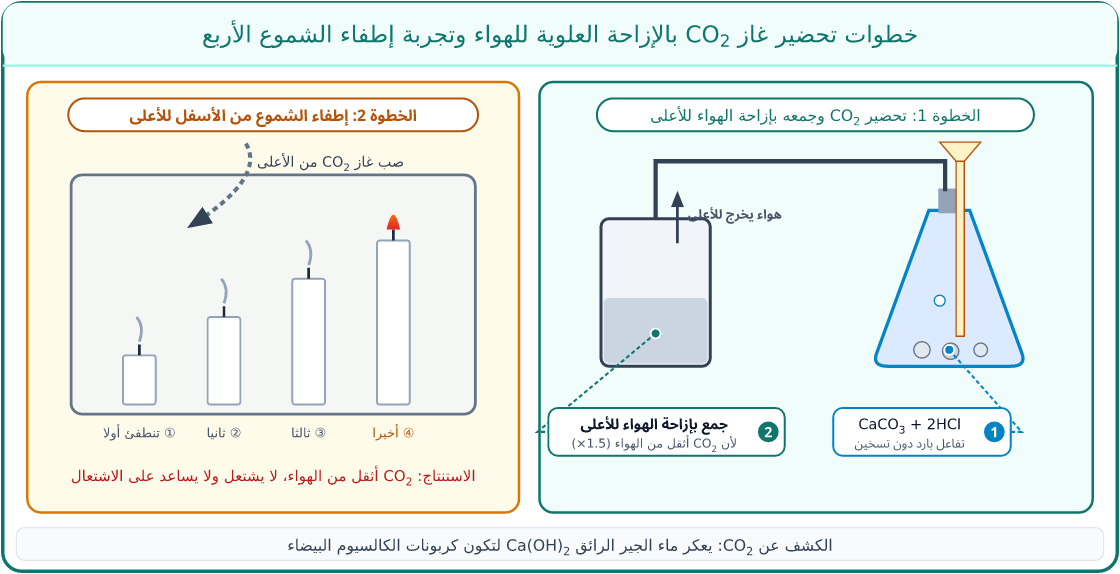 خطوات تحضير غاز CO₂ بالإزاحة العلوية للهواء وتجربة إطفاء الشموع الأربع
الخطوة 1: تحضير CO₂ وجمعه بإزاحة الهواء للأعلى
هواء يخرج للأعلى
1
CaCO₃ + 2HCl
تفاعل بارد دون تسخين
2
جمع بإزاحة الهواء للأعلى
لأن CO₂ أثقل من الهواء (1.5×)
الخطوة 2: إطفاء الشموع من الأسفل للأعلى
صب غاز CO₂ من الأعلى
① تنطفئ أولا
② ثانيا
③ ثالثا
④ أخيرا
الاستنتاج: CO₂ أثقل من الهواء، لا يشتعل ولا يساعد على الاشتعال
الكشف عن CO₂: يعكر ماء الجير الرائق Ca(OH)₂ لتكون كربونات الكالسيوم البيضاء